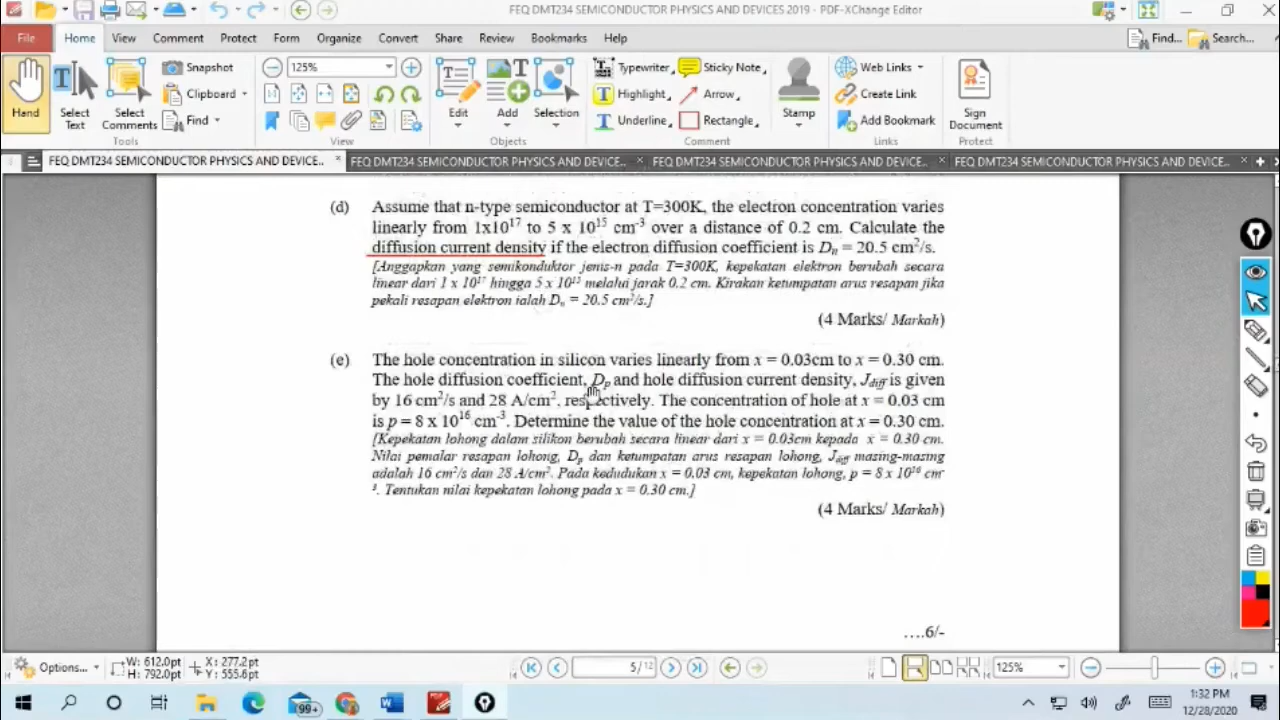 FEQ DMT234 SEMICONDUCTOR PHYSICS AND DEVICES 2019 - PDF-XChange Editor
File Home View Comment Protect Form Organize Convert Share Review Bookmarks Help Find... Search...
Hand
Select Text
Select Comments
Snapshot
Clipboard
Find
Tools
125%
View
Edit
Add
Selection
Objects
Typewriter
Highlight
Underline
Sticky Note
Arrow
Rectangle
Stamp
Comment
Web Links
Create Link
Add Bookmark
Links
Sign Document
Protect
FEQ DMT234 SEMICONDUCTOR PHYSICS AND DEVICE.. FEQ DMT234 SEMICONDUCTOR PHYSICS AND DEVICE... FEQ DMT234 SEMICONDUCTOR PHYSICS AND DEVICE... FEQ DMT234 SEMICONDUCTOR PHYSICS AND DEVICE...
(d) Assume that n-type semiconductor at T=300K, the electron concentration varies
linearly from 1x10¹⁷ to 5 x 10¹⁵ cm⁻³ over a distance of 0.2 cm. Calculate the
diffusion current density if the electron diffusion coefficient is Dₙ = 20.5 cm²/s.
[Anggapkan yang semikonduktor jenis-n pada T=300K, kepekatan elektron berubah secara
linear dari 1 x 10¹⁷ hingga 5 x 10¹⁵ melalui jarak 0.2 cm. Kirakan ketumpatan arus resapan jika
pekali resapan elektron ialah Dₙ = 20.5 cm²/s.]
(4 Marks/ Markah)
(e) The hole concentration in silicon varies linearly from x = 0.03cm to x = 0.30 cm.
The hole diffusion coefficient, Dₚ and hole diffusion current density, J_diff is given
by 16 cm²/s and 28 A/cm², respectively. The concentration of hole at x = 0.03 cm
is p = 8 x 10¹⁶ cm⁻³. Determine the value of the hole concentration at x = 0.30 cm.
[Kepekatan lohong dalam silikon berubah secara linear dari x = 0.03cm kepada x = 0.30 cm.
Nilai pemalar resapan lohong, Dₚ dan ketumpatan arus resapan lohong, J_diff masing-masing
adalah 16 cm²/s dan 28 A/cm². Pada kedudukan x = 0.03 cm, kepekatan lohong, p = 8 x 10¹⁶ cm⁻
³. Tentukan nilai kepekatan lohong pada x = 0.30 cm.]
(4 Marks/ Markah)
....6/-
Options... W: 612.0pt X: 277.2pt 5 / 12 125%
H: 792.0pt Y: 555.6pt
99+ 1:32 PM
12/28/2020